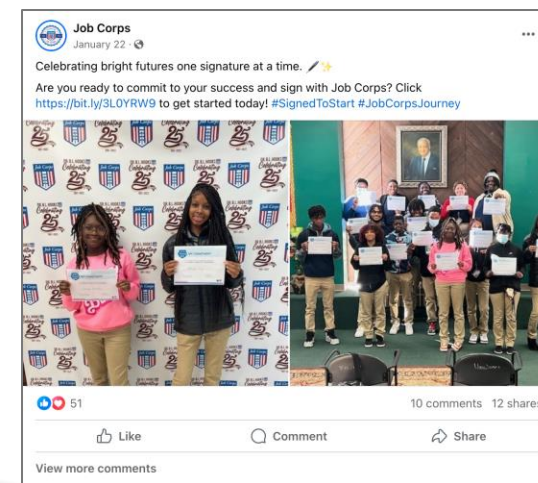 Job Corps
January 22 ·
Celebrating bright futures one signature at a time.
Are you ready to commit to your success and sign with Job Corps? Click
https://bit.ly/3L0YRW9 to get started today! #SignedToStart #JobCorpsJourney
Celebrating
25
Job Corps
51
10 comments 12 shares
Like
Comment
Share
View more comments